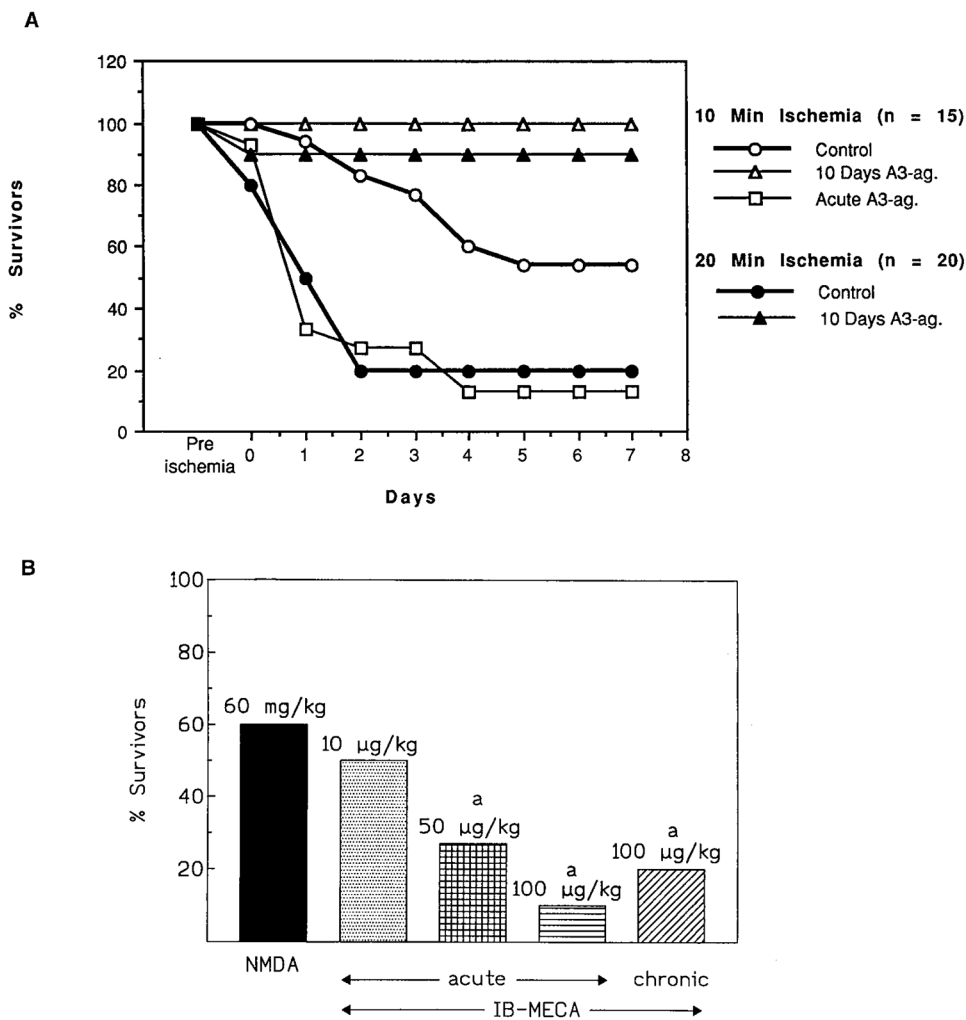 A
120
100
80
60
40
20
0
% Survivors
Pre
ischemia
0 1 2 3 4 5 6 7 8
Days
10 Min Ischemia (n = 15)
Control
10 Days A3-ag.
Acute A3-ag.
20 Min Ischemia (n = 20)
Control
10 Days A3-ag.
B
100
80
60
40
20
% Survivors
60 mg/kg
10 µg/kg
a
50 µg/kg
a
100 µg/kg
a
100 µg/kg
NMDA
acute
chronic
IB-MECA